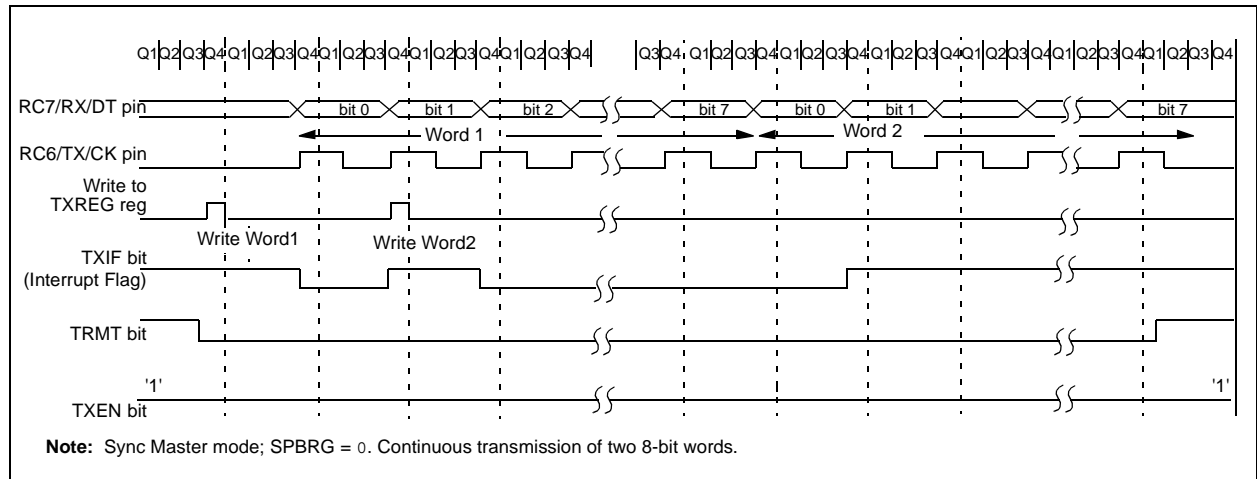 Q1 Q2 Q3 Q4 Q1 Q2 Q3 Q4 Q1 Q2 Q3 Q4 Q1 Q2 Q3 Q4 Q1 Q2 Q3 Q4 Q3 Q4 Q1 Q2 Q3 Q4 Q1 Q2 Q3 Q4 Q1 Q2 Q3 Q4 Q1 Q2 Q3 Q4 Q1 Q2 Q3 Q4 Q1 Q2 Q3 Q4
RC7/RX/DT pin bit 0 bit 1 bit 2 bit 7 bit 0 bit 1 bit 7
Word 1 Word 2
RC6/TX/CK pin
Write to
TXREG reg
Write Word1 Write Word2
TXIF bit
(Interrupt Flag)
TRMT bit
'1' '1'
TXEN bit
Note: Sync Master mode; SPBRG = 0. Continuous transmission of two 8-bit words.